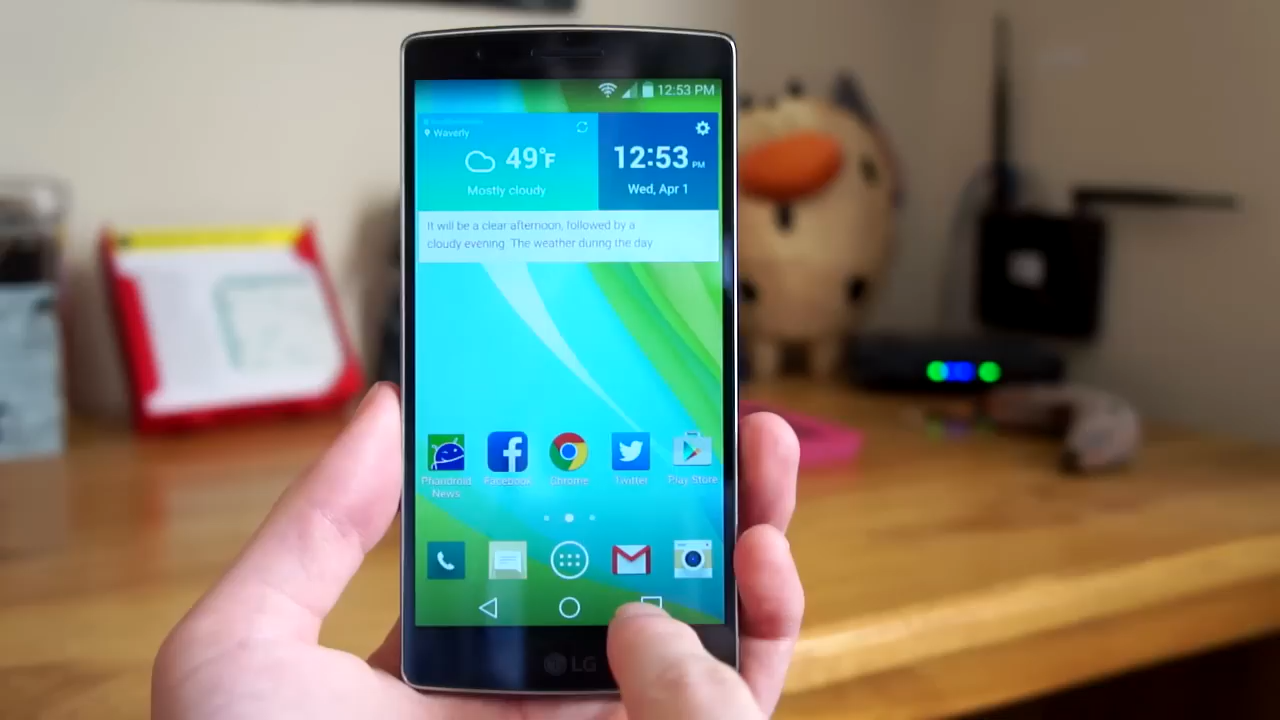 12:53 PM
Waverly
49°F
12:53 PM
Mostly cloudy
Wed, Apr 1
It will be a clear afternoon, followed by a
cloudy evening. The weather during the day
Phandroid
News
Facebook
Chrome
Twitter
Play Store
LG